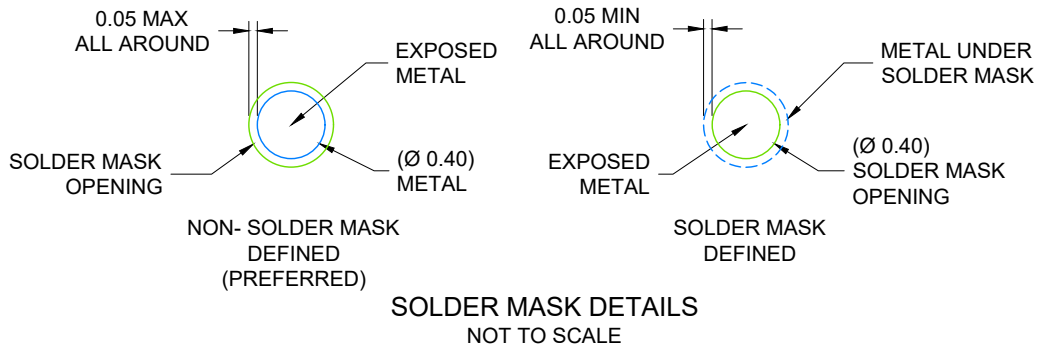 0.05 MAX
ALL AROUND
EXPOSED
METAL
SOLDER MASK
OPENING
(Ø 0.40)
METAL
NON- SOLDER MASK
DEFINED
(PREFERRED)
0.05 MIN
ALL AROUND
METAL UNDER
SOLDER MASK
EXPOSED
METAL
(Ø 0.40)
SOLDER MASK
OPENING
SOLDER MASK
DEFINED
SOLDER MASK DETAILS
NOT TO SCALE